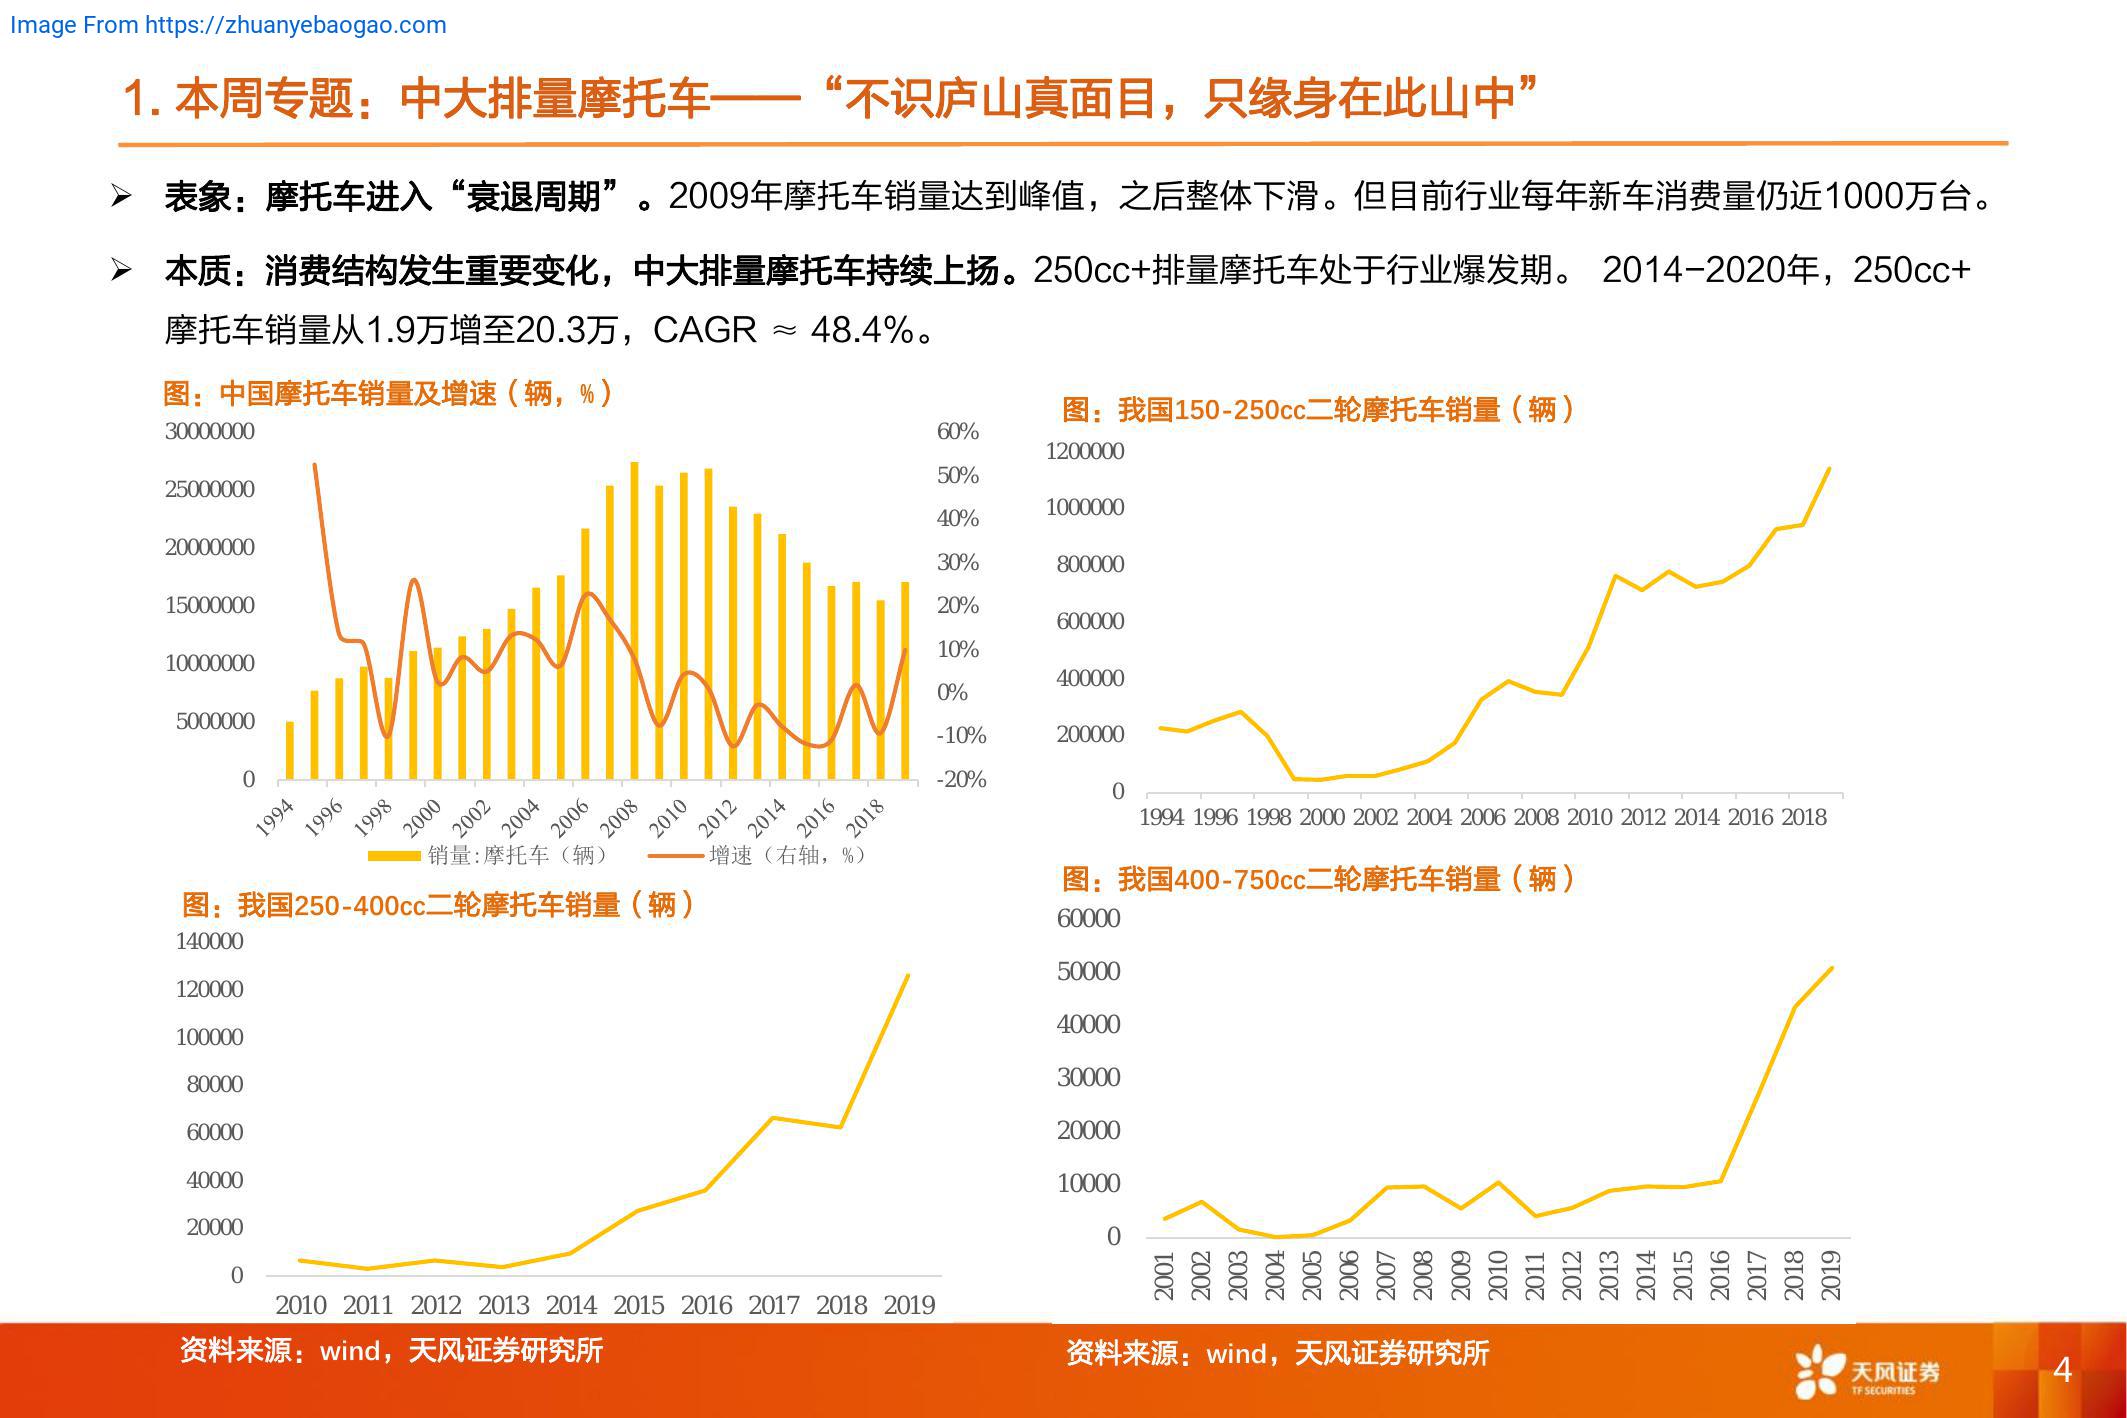 Image From https://zhuanyebaogao.com
1. 本周专题：中大排量摩托车——“不识庐山真面目，只缘身在此山中”
➢ 表象：摩托车进入“衰退周期”。2009年摩托车销量达到峰值，之后整体下滑。但目前行业每年新车消费量仍近1000万台。
➢ 本质：消费结构发生重要变化，中大排量摩托车持续上扬。250cc+排量摩托车处于行业爆发期。 2014-2020年，250cc+
摩托车销量从1.9万增至20.3万，CAGR ≈ 48.4%。
图：中国摩托车销量及增速（辆，%）
30000000
25000000
20000000
15000000
10000000
5000000
0
60%
50%
40%
30%
20%
10%
0%
-10%
-20%
1994 1996 1998 2000 2002 2004 2006 2008 2010 2012 2014 2016 2018
销量:摩托车（辆） 增速（右轴，%）
图：我国150-250cc二轮摩托车销量（辆）
1200000
1000000
800000
600000
400000
200000
0
1994 1996 1998 2000 2002 2004 2006 2008 2010 2012 2014 2016 2018
图：我国250-400cc二轮摩托车销量（辆）
140000
120000
100000
80000
60000
40000
20000
0
2010 2011 2012 2013 2014 2015 2016 2017 2018 2019
图：我国400-750cc二轮摩托车销量（辆）
60000
50000
40000
30000
20000
10000
0
2001 2002 2003 2004 2005 2006 2007 2008 2009 2010 2011 2012 2013 2014 2015 2016 2017 2018 2019
资料来源：wind，天风证券研究所
资料来源：wind，天风证券研究所
天风证券
TF SECURITIES
4